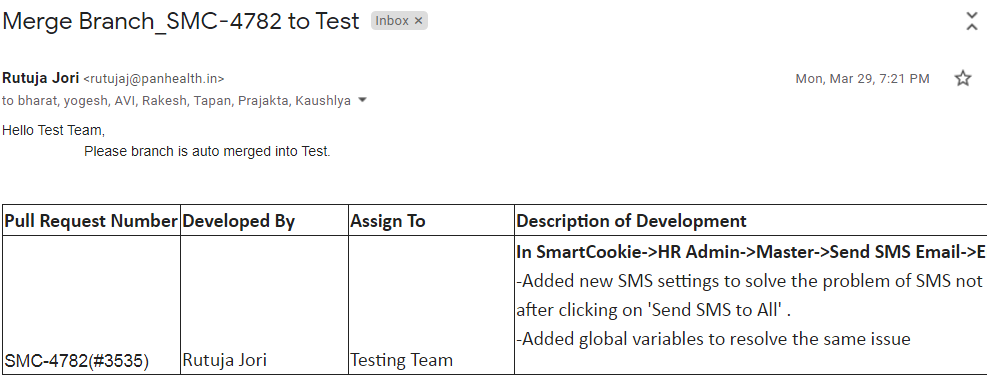 Merge Branch_SMC-4782 to Test Inbox ×
Rutuja Jori <rutujaj@panhealth.in> Mon, Mar 29, 7:21 PM
to bharat, yogesh, AVI, Rakesh, Tapan, Prajakta, Kaushlya
Hello Test Team,
Please branch is auto merged into Test.
Pull Request Number Developed By Assign To Description of Development
In SmartCookie->HR Admin->Master->Send SMS Email->E
-Added new SMS settings to solve the problem of SMS not
after clicking on 'Send SMS to All' .
-Added global variables to resolve the same issue
SMC-4782(#3535) Rutuja Jori Testing Team